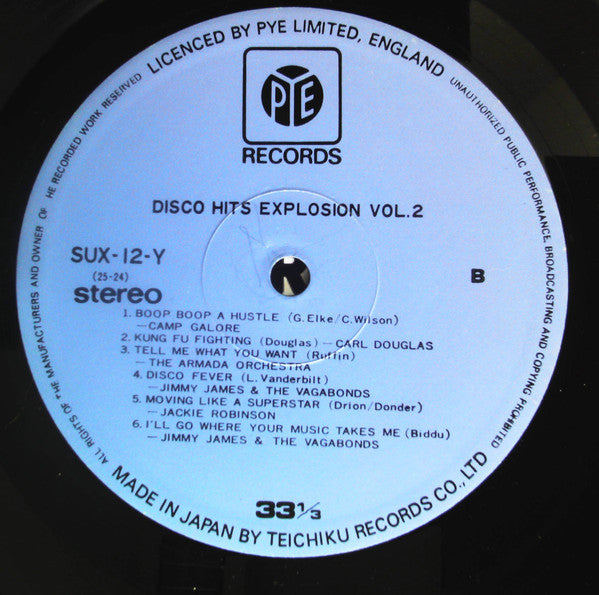 LICENCED BY PYE LIMITED, ENGLAND
UNAUTHORIZED PUBLIC PERFORMANCE, BROADCASTING AND COPYING PROHIBITED
ALL RIGHTS OF THE MANUFACTURERS AND OWNER OF THE RECORDED WORK RESERVED
PYE
RECORDS
DISCO HITS EXPLOSION VOL.2
SUX-12-Y
(25-24)
stereo
B
1. BOOP BOOP A HUSTLE (G.Elke/C.Wilson)
—CAMP GALORE
2. KUNG FU FIGHTING (Douglas)—CARL DOUGLAS
3. TELL ME WHAT YOU WANT (Ruffin)
—THE ARMADA ORCHESTRA
4. DISCO FEVER (L. Vanderbilt)
—JIMMY JAMES & THE VAGABONDS
5. MOVING LIKE A SUPERSTAR (Drion/Donder)
—JACKIE ROBINSON
6. I'LL GO WHERE YOUR MUSIC TAKES ME (Biddu)
—JIMMY JAMES & THE VAGABONDS
33 1/3
MADE IN JAPAN BY TEICHIKU RECORDS CO., LTD